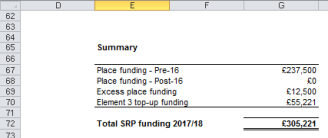 D E F G
62
63
64
65 Summary
66
67 Place funding - Pre-16 £237,500
68 Place funding - Post-16 £0
69 Excess place funding £12,500
70 Element 3 top-up funding £55,221
71
72 Total SRP funding 2017/18 £305,221
73